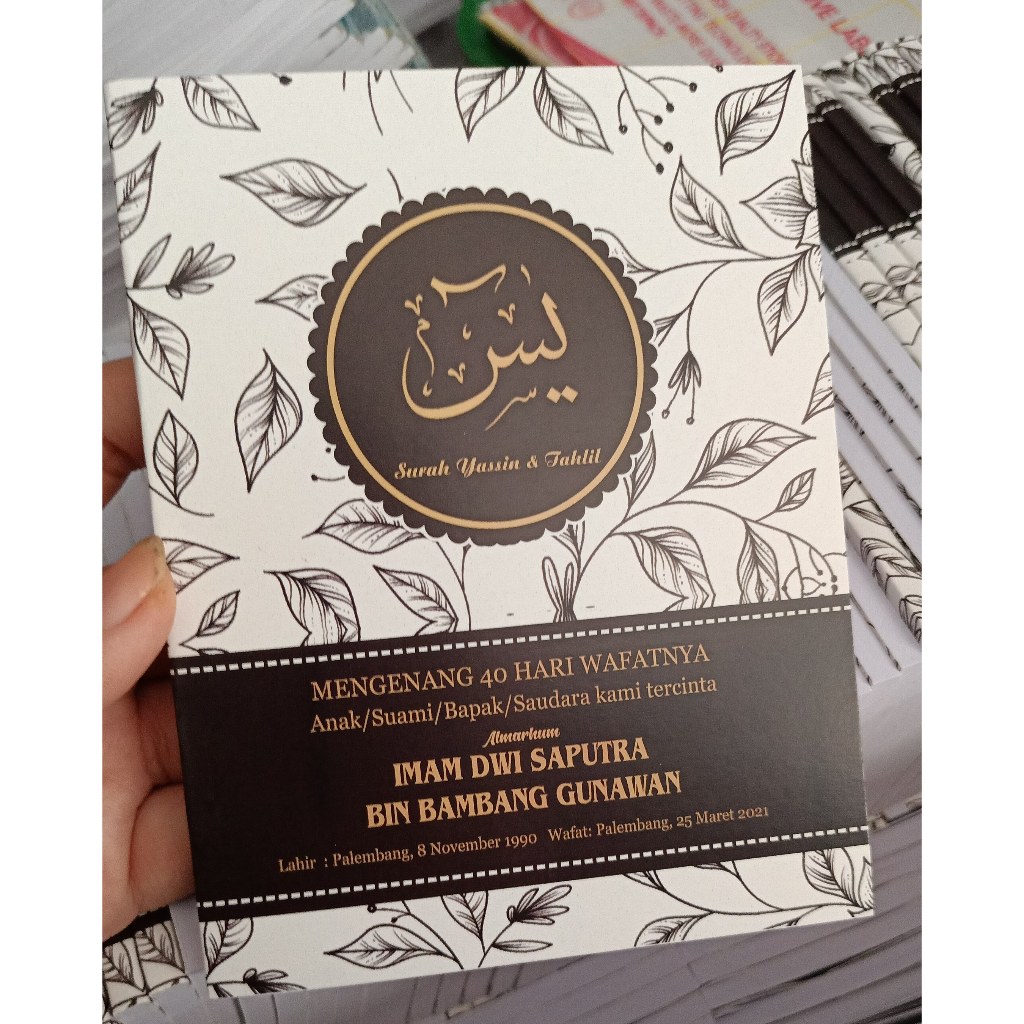 يس
Surah Yassin & Tahlil
MENGENANG 40 HARI WAFATNYA
Anak/Suami/Bapak/Saudara kami tercinta
Almarhum
IMAM DWI SAPUTRA
BIN BAMBANG GUNAWAN
Lahir : Palembang, 8 November 1990 Wafat: Palembang, 25 Maret 2021